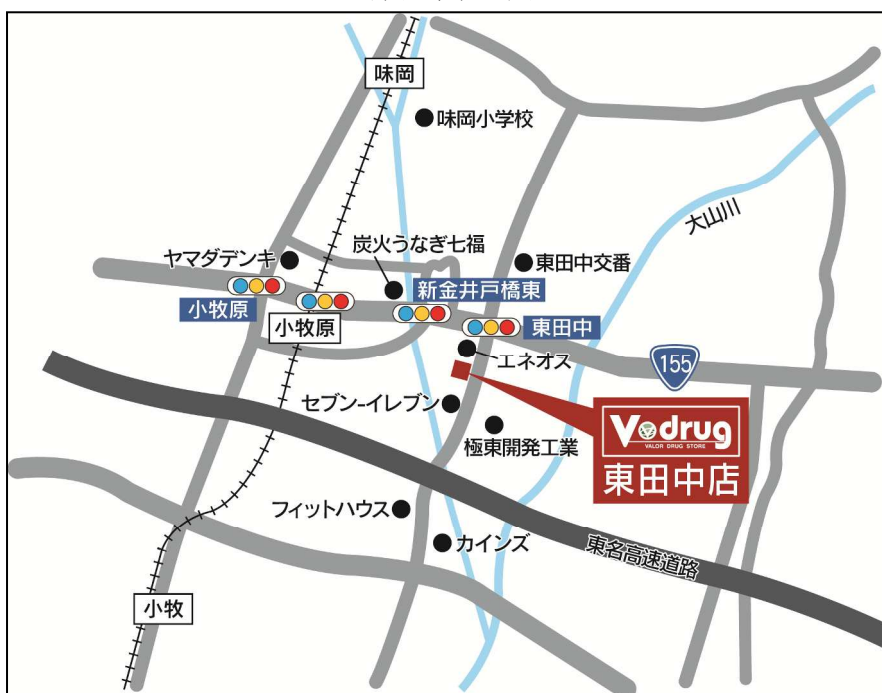 味岡
味岡小学校
大山川
炭火うなぎ七福
ヤマダデンキ
東田中交番
新金井戸橋東
小牧原
小牧原
東田中
エネオス
155
セブン-イレブン
極東開発工業
V・drug
VALOR DRUG STORE
東田中店
フィットハウス
カインズ
東名高速道路
小牧